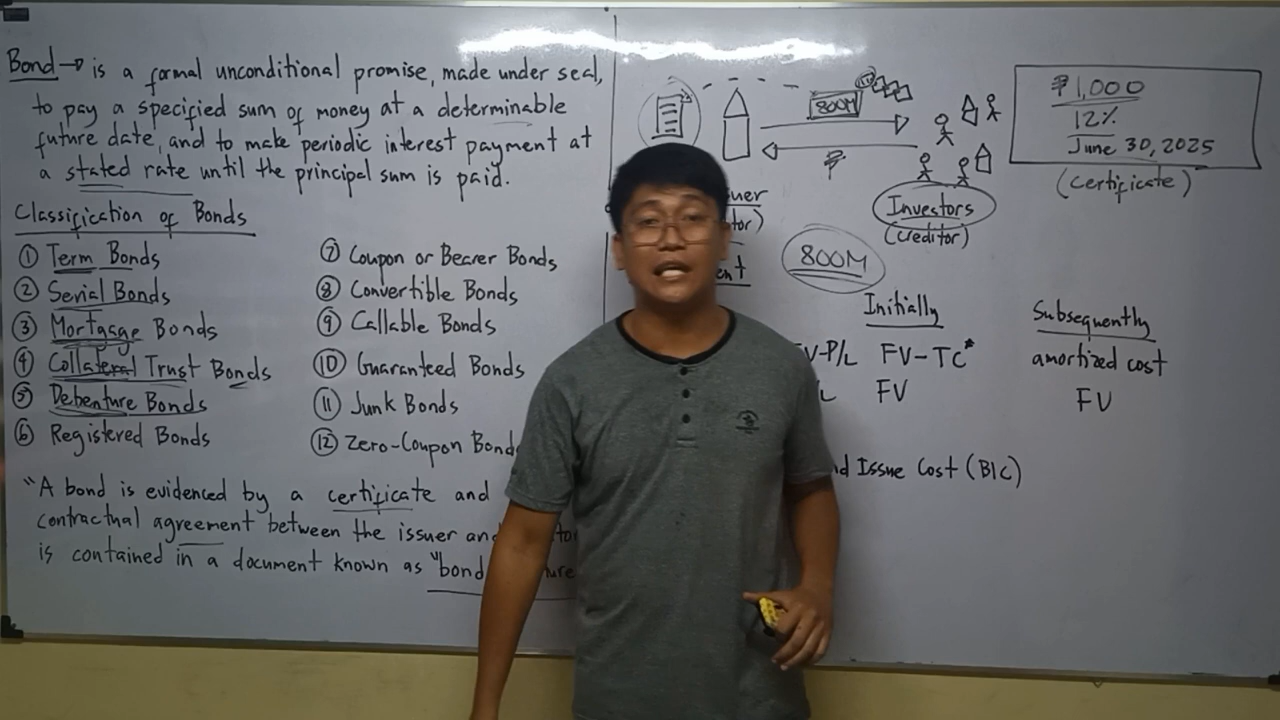 Bond → is a formal unconditional promise, made under seal,
to pay a specified sum of money at a determinable
future date, and to make periodic interest payment at
a stated rate until the principal sum is paid.
Classification of Bonds
① Term Bonds
② Serial Bonds
③ Mortgage Bonds
④ Collateral Trust Bonds
⑤ Debenture Bonds
⑥ Registered Bonds
⑦ Coupon or Bearer Bonds
⑧ Convertible Bonds
⑨ Callable Bonds
⑩ Guaranteed Bonds
⑪ Junk Bonds
⑫ Zero-Coupon Bond
"A bond is evidenced by a certificate and
contractual agreement between the issuer and
is contained in a document known as "bond
800M
₱
Investors
(creditor)
800M
₱1,000
12%
June 30, 2025
(certificate)
Initially
Subsequently
-P/L FV-TC* amortized cost
FV FV
Issue Cost (BIC)